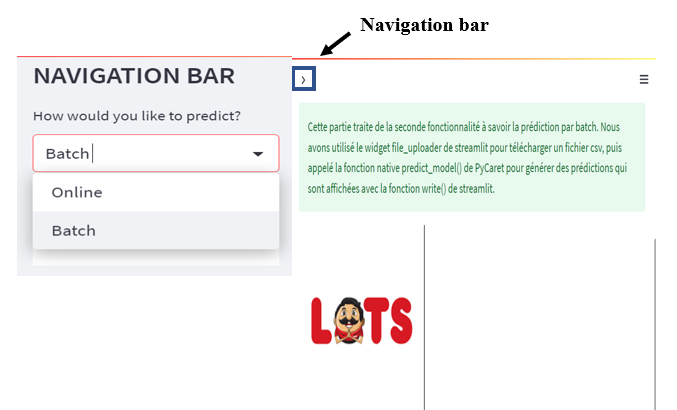 Navigation bar
NAVIGATION BAR
How would you like to predict?
Batch
Online
Batch
Cette partie traite de la seconde fonctionnalité à savoir la prédiction par batch. Nous
avons utilisé le widget file_uploader de streamlit pour télécharger un fichier csv, puis
appelé la fonction native predict_model() de PyCaret pour générer des prédictions qui
sont affichées avec la fonction write() de streamlit.
LOTS